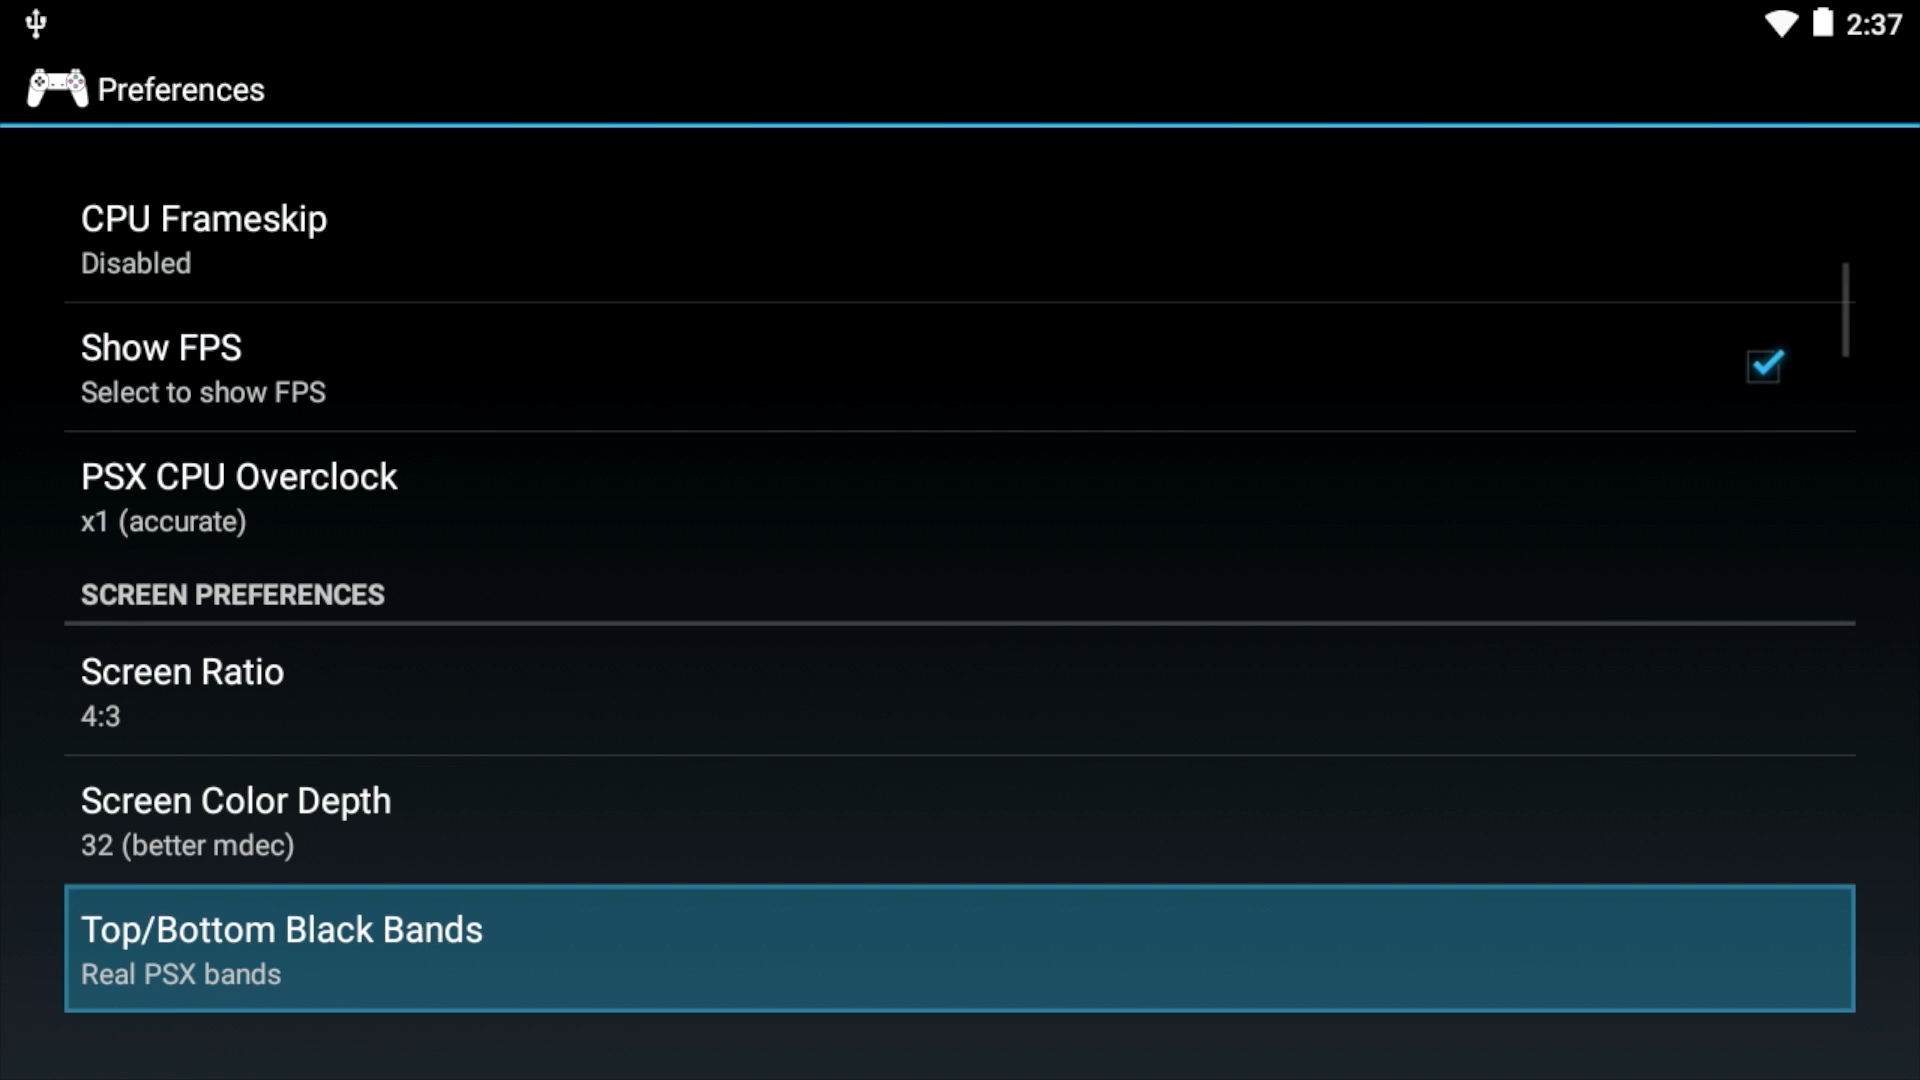 2:37
Preferences
CPU Frameskip
Disabled
Show FPS
Select to show FPS
PSX CPU Overclock
x1 (accurate)
SCREEN PREFERENCES
Screen Ratio
4:3
Screen Color Depth
32 (better mdec)
Top/Bottom Black Bands
Real PSX bands